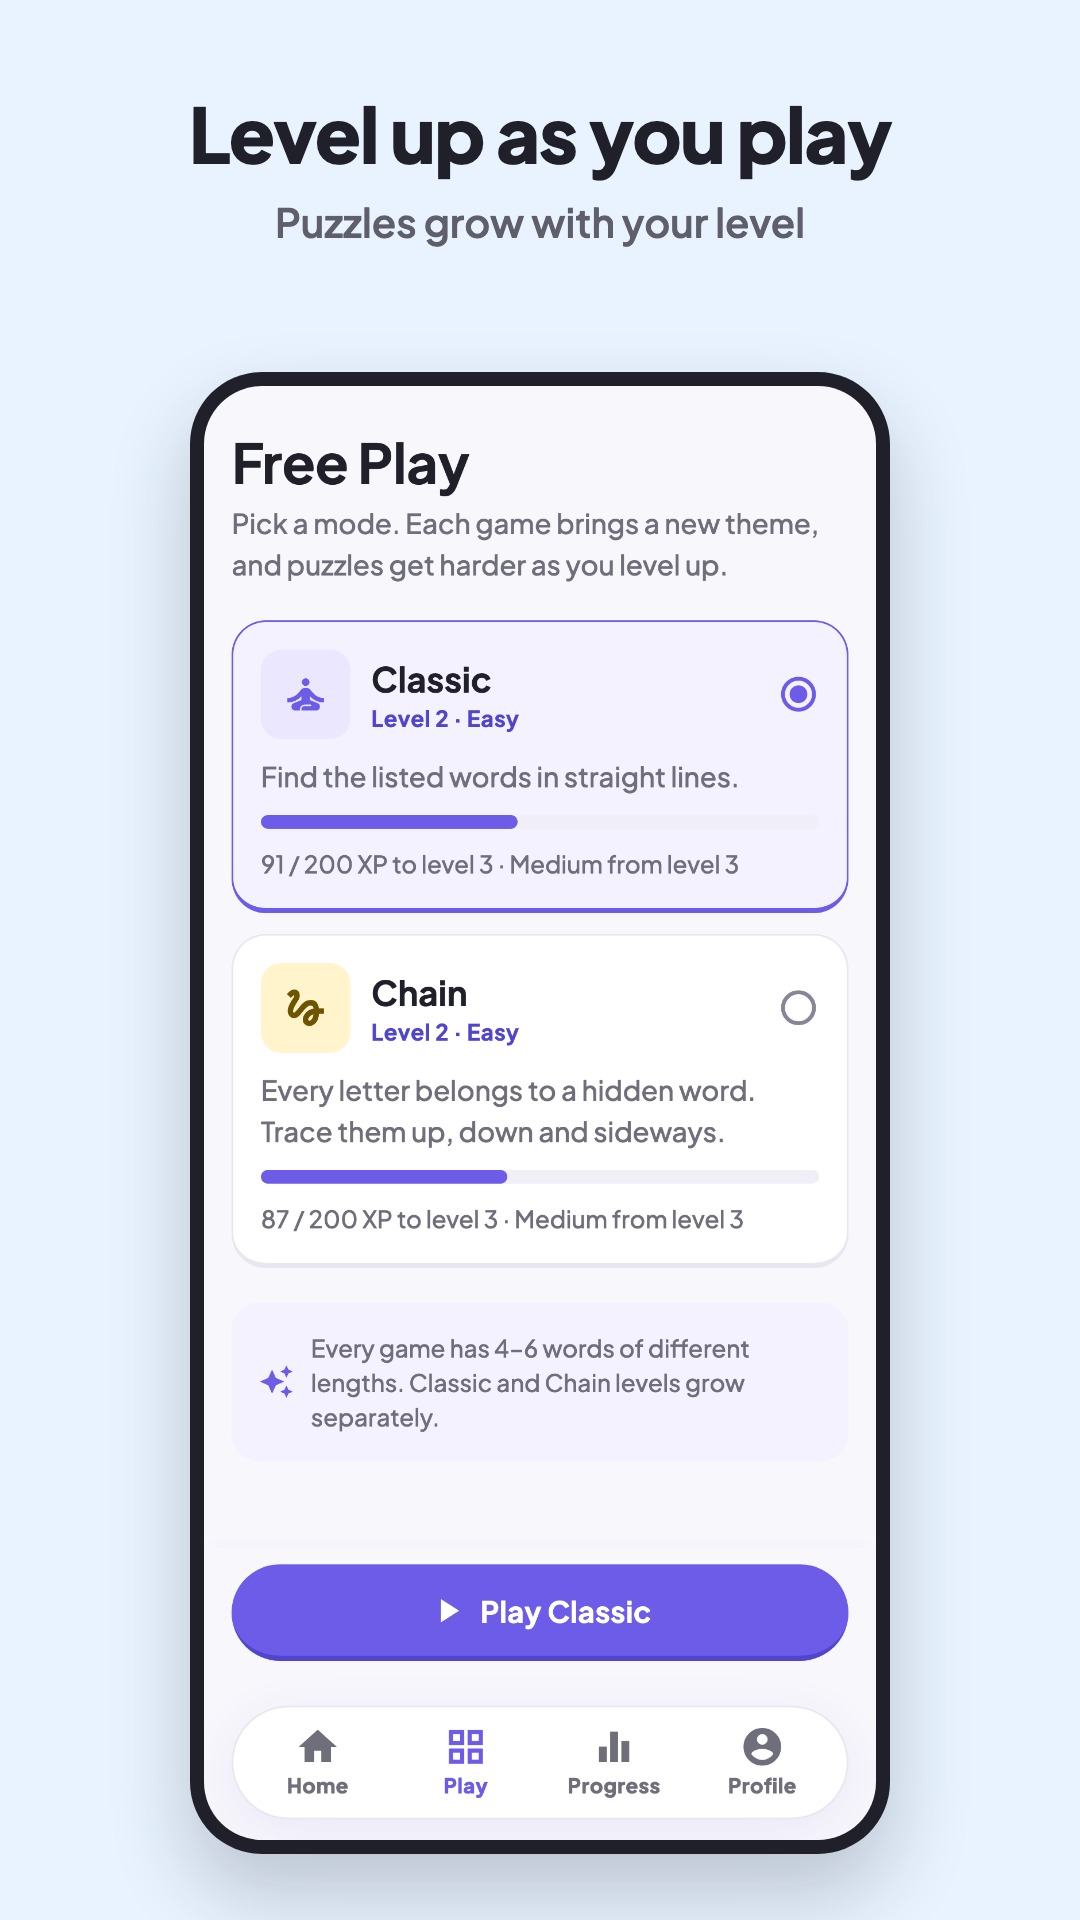 Level up as you play
Puzzles grow with your level
Free Play
Pick a mode. Each game brings a new theme,
and puzzles get harder as you level up.
Classic
Level 2 · Easy
Find the listed words in straight lines.
91 / 200 XP to level 3 · Medium from level 3
Chain
Level 2 · Easy
Every letter belongs to a hidden word.
Trace them up, down and sideways.
87 / 200 XP to level 3 · Medium from level 3
Every game has 4–6 words of different
lengths. Classic and Chain levels grow
separately.
Play Classic
Home Play Progress Profile